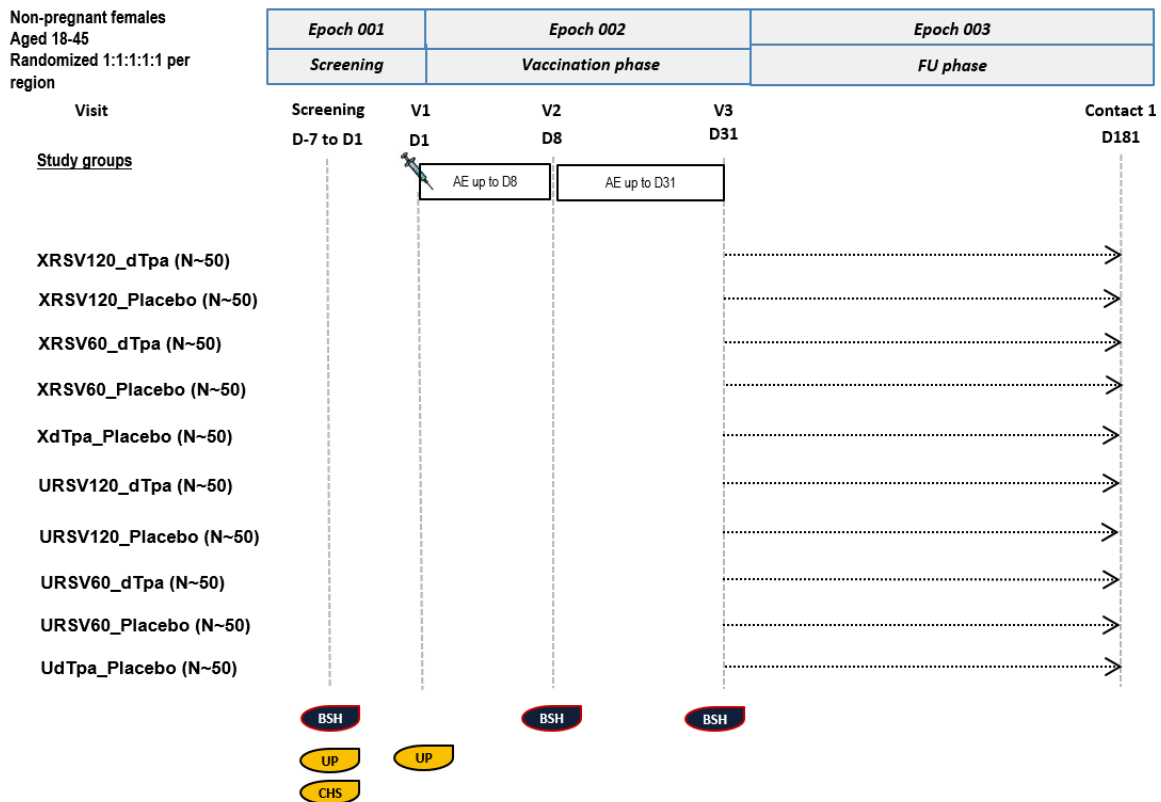 Non-pregnant females
Aged 18-45
Randomized 1:1:1:1:1 per
region
Epoch 001 Epoch 002 Epoch 003
Screening Vaccination phase FU phase
Visit Screening V1 V2 V3 Contact 1
D-7 to D1 D1 D8 D31 D181
Study groups
AE up to D8 AE up to D31
XRSV120_dTpa (N~50)
XRSV120_Placebo (N~50)
XRSV60_dTpa (N~50)
XRSV60_Placebo (N~50)
XdTpa_Placebo (N~50)
URSV120_dTpa (N~50)
URSV120_Placebo (N~50)
URSV60_dTpa (N~50)
URSV60_Placebo (N~50)
UdTpa_Placebo (N~50)
BSH BSH BSH
UP UP
CHS